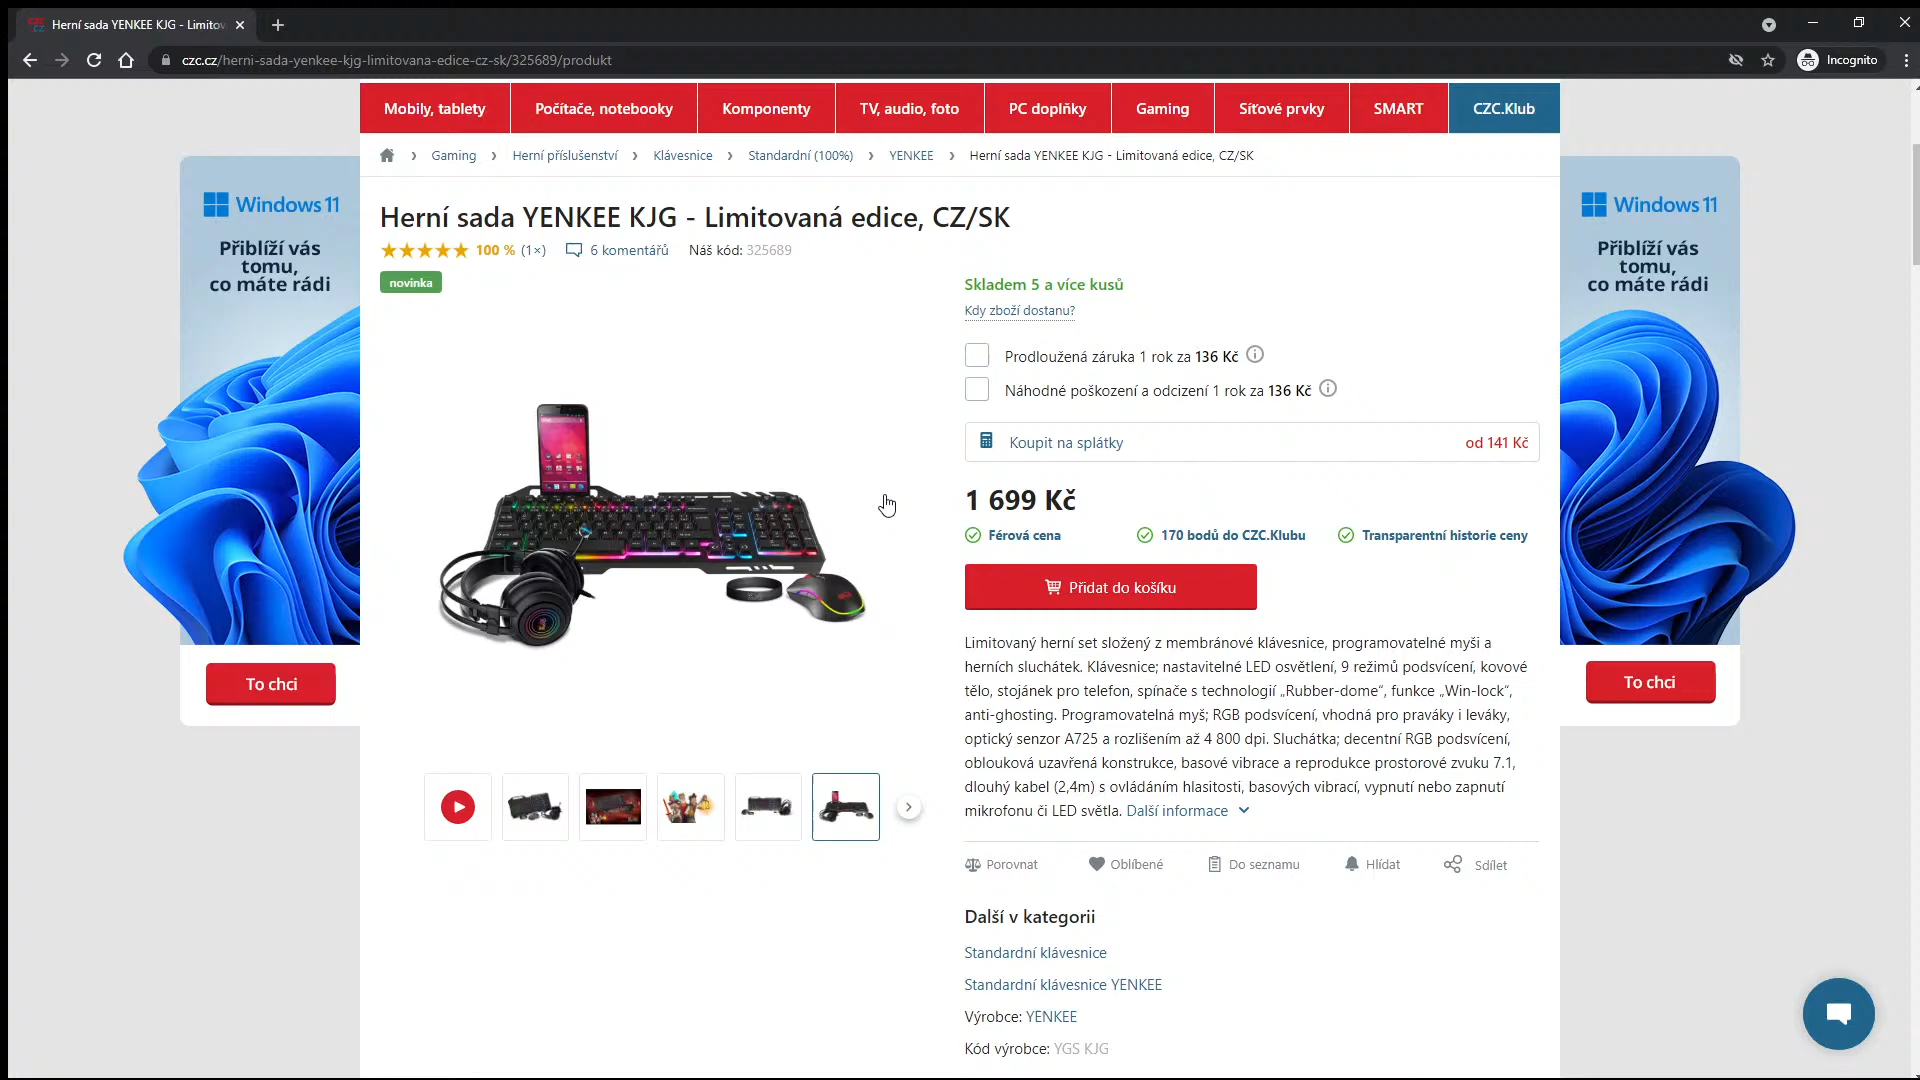 Herní sada YENKEE KJG - Limitov
czc.cz/herni-sada-yenkee-kjg-limitovana-edice-cz-sk/325689/produkt
Incognito
Mobily, tablety
Počítače, notebooky
Komponenty
TV, audio, foto
PC doplňky
Gaming
Síťové prvky
SMART
CZC.Klub
Gaming › Herní příslušenství › Klávesnice › Standardní (100%) › YENKEE › Herní sada YENKEE KJG - Limitovaná edice, CZ/SK
Windows 11
Přiblíží vás
tomu,
co máte rádi
To chci
Herní sada YENKEE KJG - Limitovaná edice, CZ/SK
100 % (1×) 6 komentářů Náš kód: 325689
novinka
Skladem 5 a více kusů
Kdy zboží dostanu?
Prodloužená záruka 1 rok za 136 Kč
Náhodné poškození a odcizení 1 rok za 136 Kč
Koupit na splátky od 141 Kč
1 699 Kč
Férová cena
170 bodů do CZC.Klubu
Transparentní historie ceny
Přidat do košíku
Limitovaný herní set složený z membránové klávesnice, programovatelné myši a
herních sluchátek. Klávesnice; nastavitelné LED osvětlení, 9 režimů podsvícení, kovové
tělo, stojánek pro telefon, spínače s technologií „Rubber-dome“, funkce „Win-lock“,
anti-ghosting. Programovatelná myš; RGB podsvícení, vhodná pro praváky i leváky,
optický senzor A725 a rozlišením až 4 800 dpi. Sluchátka; decentní RGB podsvícení,
oblouková uzavřená konstrukce, basové vibrace a reprodukce prostorové zvuku 7.1,
dlouhý kabel (2,4m) s ovládáním hlasitosti, basových vibrací, vypnutí nebo zapnutí
mikrofonu či LED světla. Další informace
Porovnat
Oblíbené
Do seznamu
Hlídat
Sdílet
Další v kategorii
Standardní klávesnice
Standardní klávesnice YENKEE
Výrobce: YENKEE
Kód výrobce: YGS KJG
Windows 11
Přiblíží vás
tomu,
co máte rádi
To chci